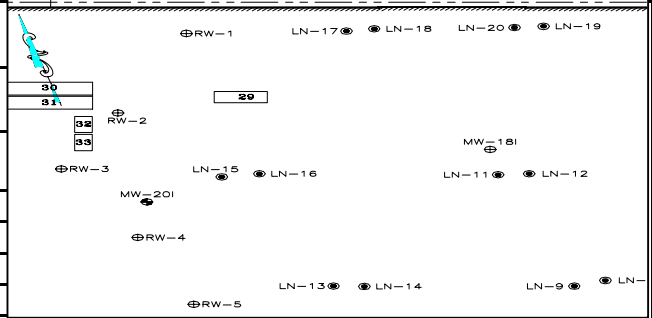 RW-1
LN-17
LN-18
LN-20
LN-19
30
31
29
RW-2
32
33
MW-18I
RW-3
LN-15
LN-16
LN-11
LN-12
MW-20I
RW-4
LN-13
LN-14
LN-9
LN-
RW-5